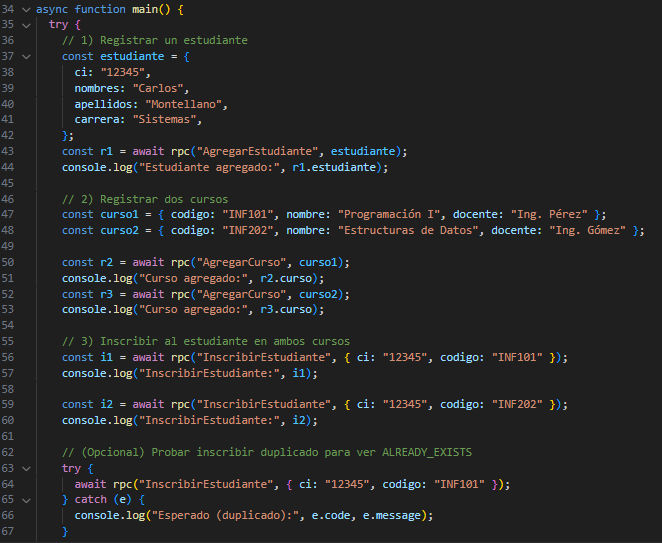 34 async function main() {
35 try {
36 // 1) Registrar un estudiante
37 const estudiante = {
38 ci: "12345",
39 nombres: "Carlos",
40 apellidos: "Montellano",
41 carrera: "Sistemas",
42 };
43 const r1 = await rpc("AgregarEstudiante", estudiante);
44 console.log("Estudiante agregado:", r1.estudiante);
45
46 // 2) Registrar dos cursos
47 const curso1 = { codigo: "INF101", nombre: "Programación I", docente: "Ing. Pérez" };
48 const curso2 = { codigo: "INF202", nombre: "Estructuras de Datos", docente: "Ing. Gómez" };
49
50 const r2 = await rpc("AgregarCurso", curso1);
51 console.log("Curso agregado:", r2.curso);
52 const r3 = await rpc("AgregarCurso", curso2);
53 console.log("Curso agregado:", r3.curso);
54
55 // 3) Inscribir al estudiante en ambos cursos
56 const i1 = await rpc("InscribirEstudiante", { ci: "12345", codigo: "INF101" });
57 console.log("InscribirEstudiante:", i1);
58
59 const i2 = await rpc("InscribirEstudiante", { ci: "12345", codigo: "INF202" });
60 console.log("InscribirEstudiante:", i2);
61
62 // (Opcional) Probar inscribir duplicado para ver ALREADY_EXISTS
63 try {
64 await rpc("InscribirEstudiante", { ci: "12345", codigo: "INF101" });
65 } catch (e) {
66 console.log("Esperado (duplicado):", e.code, e.message);
67 }